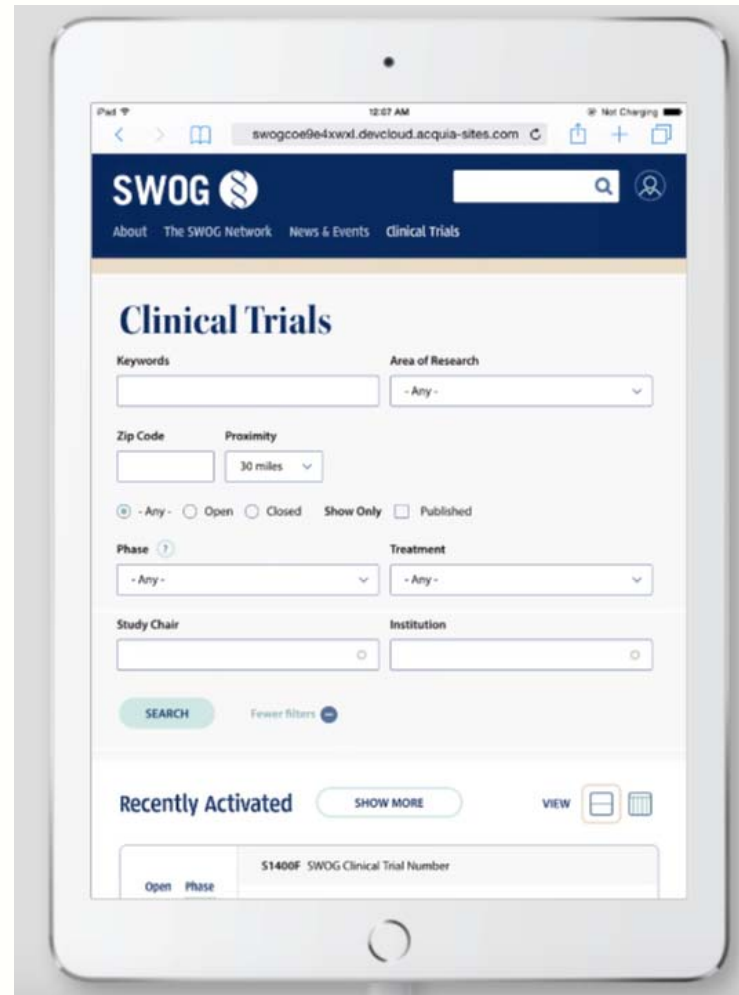 iPad 12:07 AM Not Charging
swogcoe9e4xwxl.devcloud.acquia-sites.com
SWOG
About The SWOG Network News & Events Clinical Trials
Clinical Trials
Keywords Area of Research
- Any -
Zip Code Proximity
30 miles
- Any - Open Closed Show Only Published
Phase ? Treatment
- Any - - Any -
Study Chair Institution
SEARCH Fewer filters
Recently Activated SHOW MORE VIEW
S1400F SWOG Clinical Trial Number
Open Phase